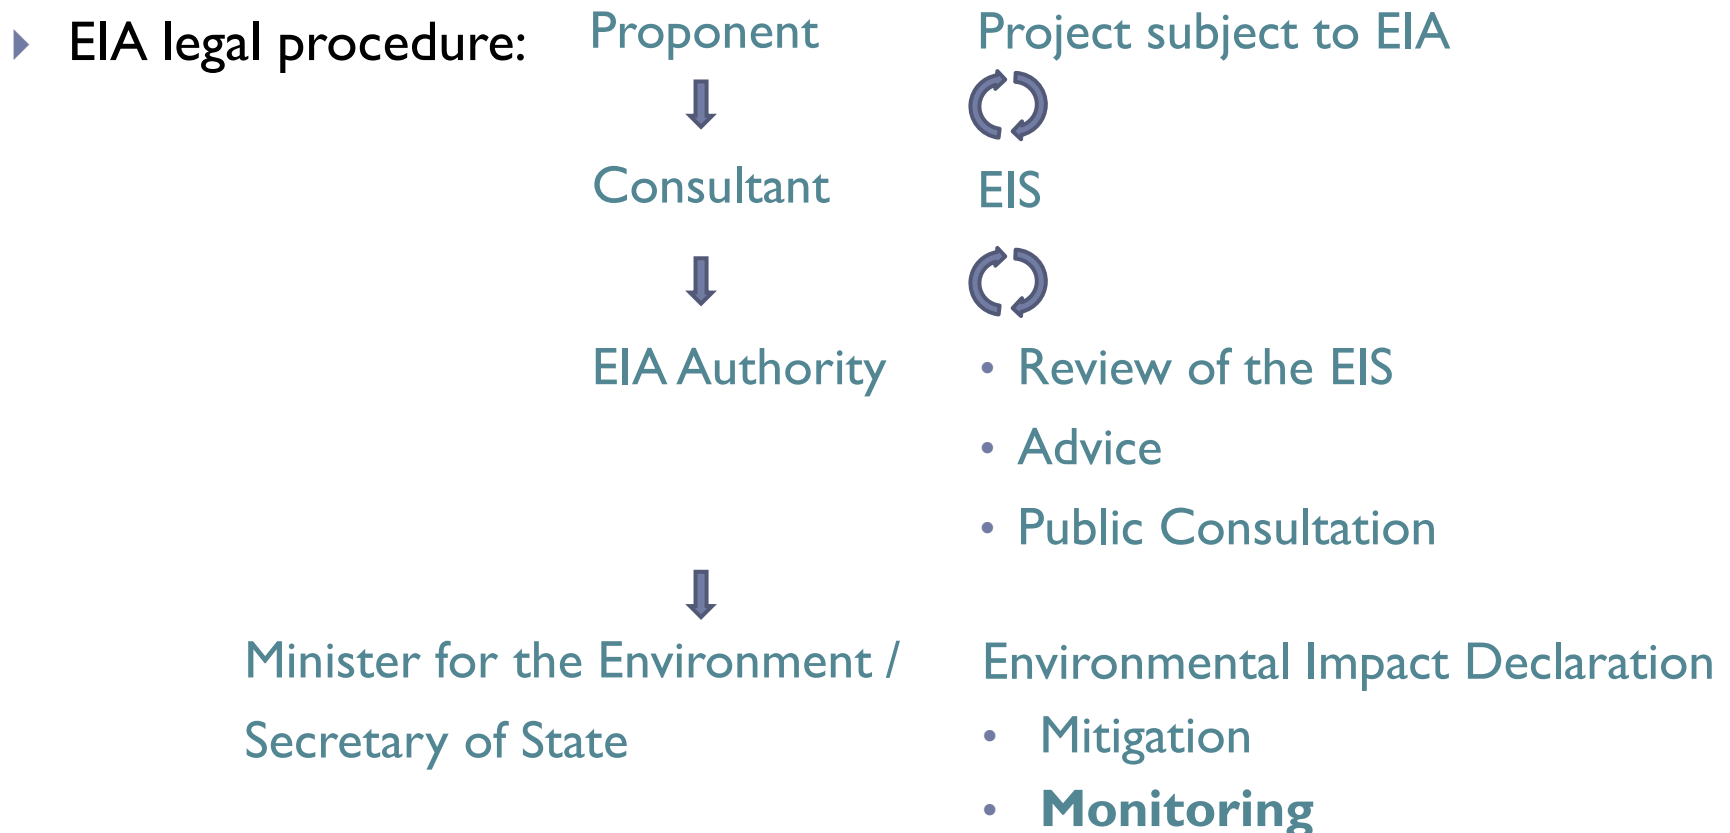 EIA legal procedure:
Proponent
Project subject to EIA
Consultant
EIS
EIA Authority
• Review of the EIS
• Advice
• Public Consultation
Minister for the Environment /
Secretary of State
Environmental Impact Declaration
• Mitigation
• Monitoring